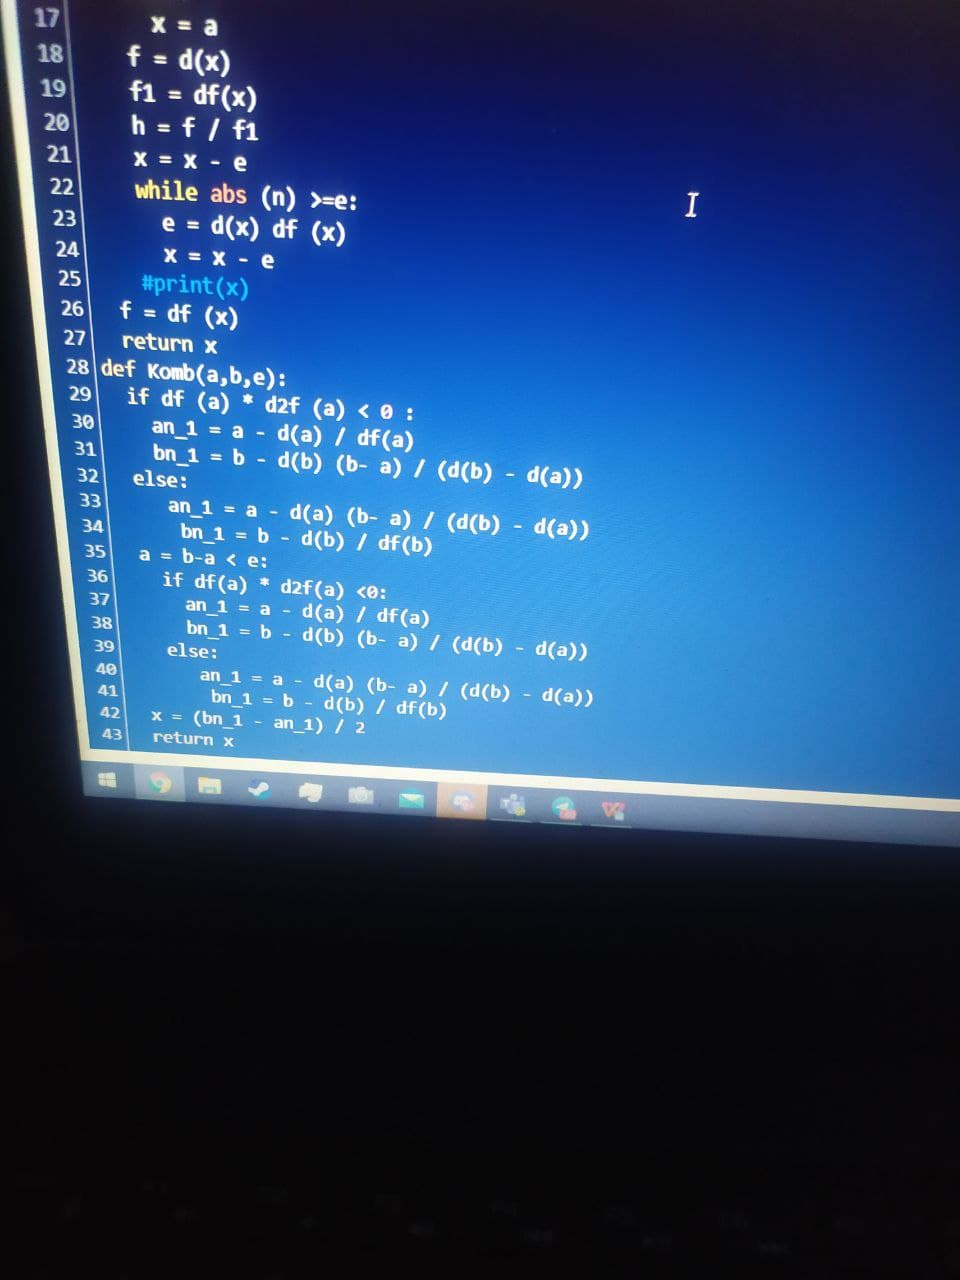 17 x = a
18 f = d(x)
19 f1 = df(x)
20 h = f / f1
21 x = x - e
22 while abs (n) >=e:
23 e = d(x) df (x)
24 x = x - e
25 #print(x)
26 f = df (x)
27 return x
28 def Komb(a,b,e):
29 if df (a) * d2f (a) < 0 :
30 an_1 = a - d(a) / df(a)
31 bn_1 = b - d(b) (b- a) / (d(b) - d(a))
32 else:
33 an_1 = a - d(a) (b- a) / (d(b) - d(a))
34 bn_1 = b - d(b) / df(b)
35 a = b-a < e:
36 if df(a) * d2f(a) <0:
37 an_1 = a - d(a) / df(a)
38 bn_1 = b - d(b) (b- a) / (d(b) - d(a))
39 else:
40 an_1 = a - d(a) (b- a) / (d(b) - d(a))
41 bn_1 = b - d(b) / df(b)
42 x = (bn_1 - an_1) / 2
43 return x